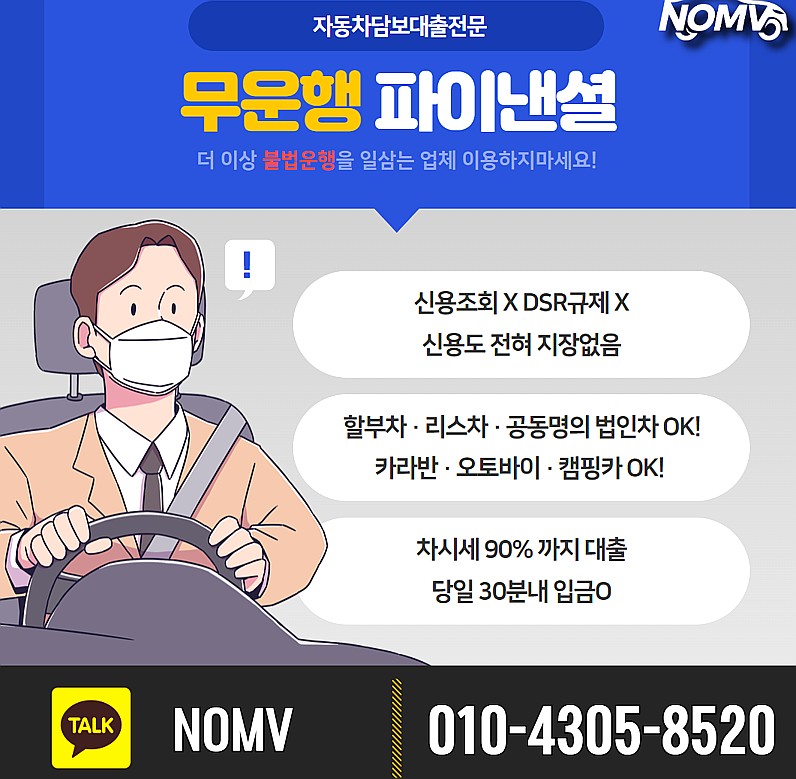 자동차담보대출전문
NOMV
무운행 파이낸셜
더 이상 불법운행을 일삼는 업체 이용하지마세요!
!
신용조회 X DSR규제 X
신용도 전혀 지장없음
할부차 · 리스차 · 공동명의 법인차 OK!
카라반 · 오토바이 · 캠핑카 OK!
차시세 90% 까지 대출
당일 30분내 입금O
TALK NOMV 010-4305-8520